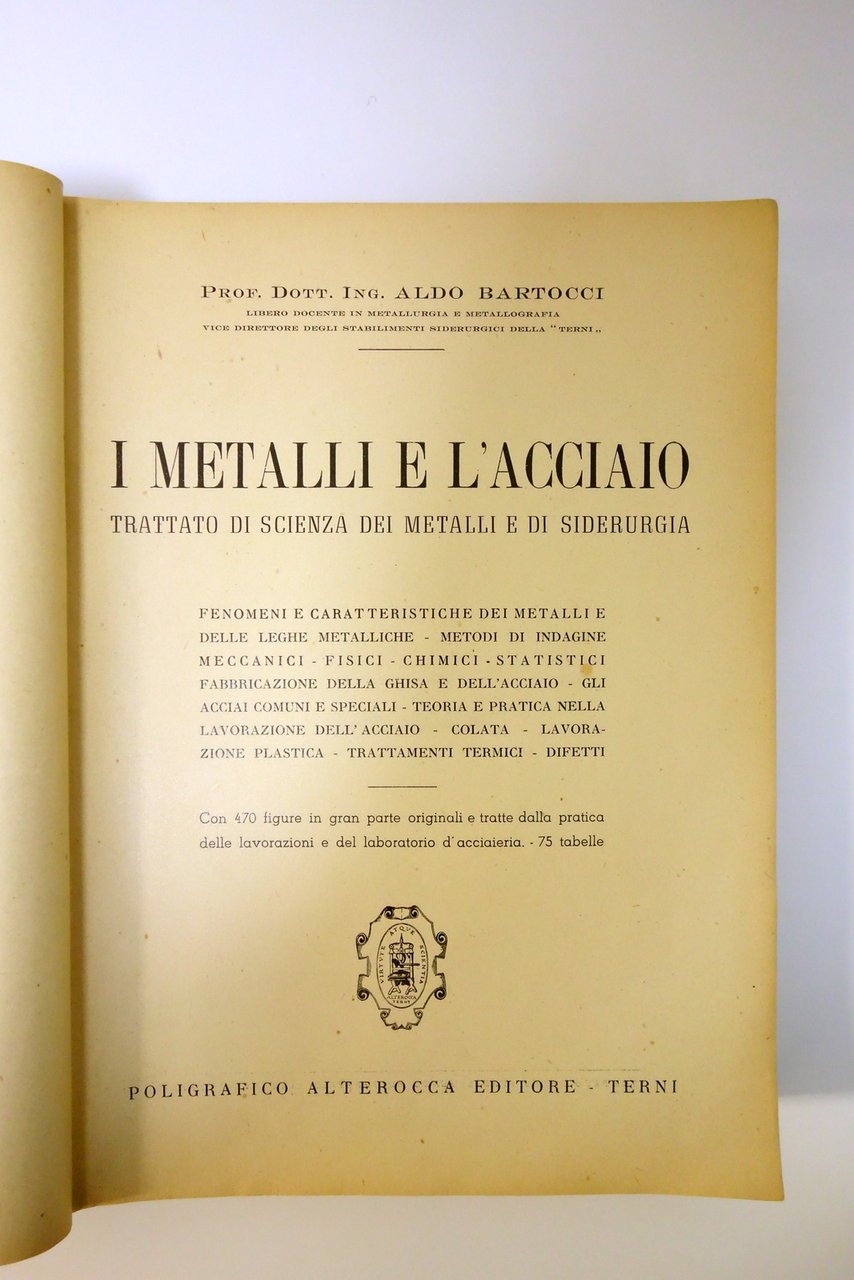 PROF. DOTT. ING. ALDO BARTOCCI
LIBERO DOCENTE IN METALLURGIA E METALLOGRAFIA
VICE DIRETTORE DEGLI STABILIMENTI SIDERURGICI DELLA "TERNI„
I METALLI E L'ACCIAIO
TRATTATO DI SCIENZA DEI METALLI E DI SIDERURGIA
FENOMENI E CARATTERISTICHE DEI METALLI E
DELLE LEGHE METALLICHE - METODI DI INDAGINE
MECCANICI - FISICI - CHIMICI - STATISTICI
FABBRICAZIONE DELLA GHISA E DELL'ACCIAIO - GLI
ACCIAI COMUNI E SPECIALI - TEORIA E PRATICA NELLA
LAVORAZIONE DELL'ACCIAIO - COLATA - LAVORA-
ZIONE PLASTICA - TRATTAMENTI TERMICI - DIFETTI
Con 470 figure in gran parte originali e tratte dalla pratica
delle lavorazioni e del laboratorio d'acciaieria. - 75 tabelle
VIRTVTE ATQVE SCIENTIA
ALTEROCCA
TERNI
POLIGRAFICO ALTEROCCA EDITORE - TERNI